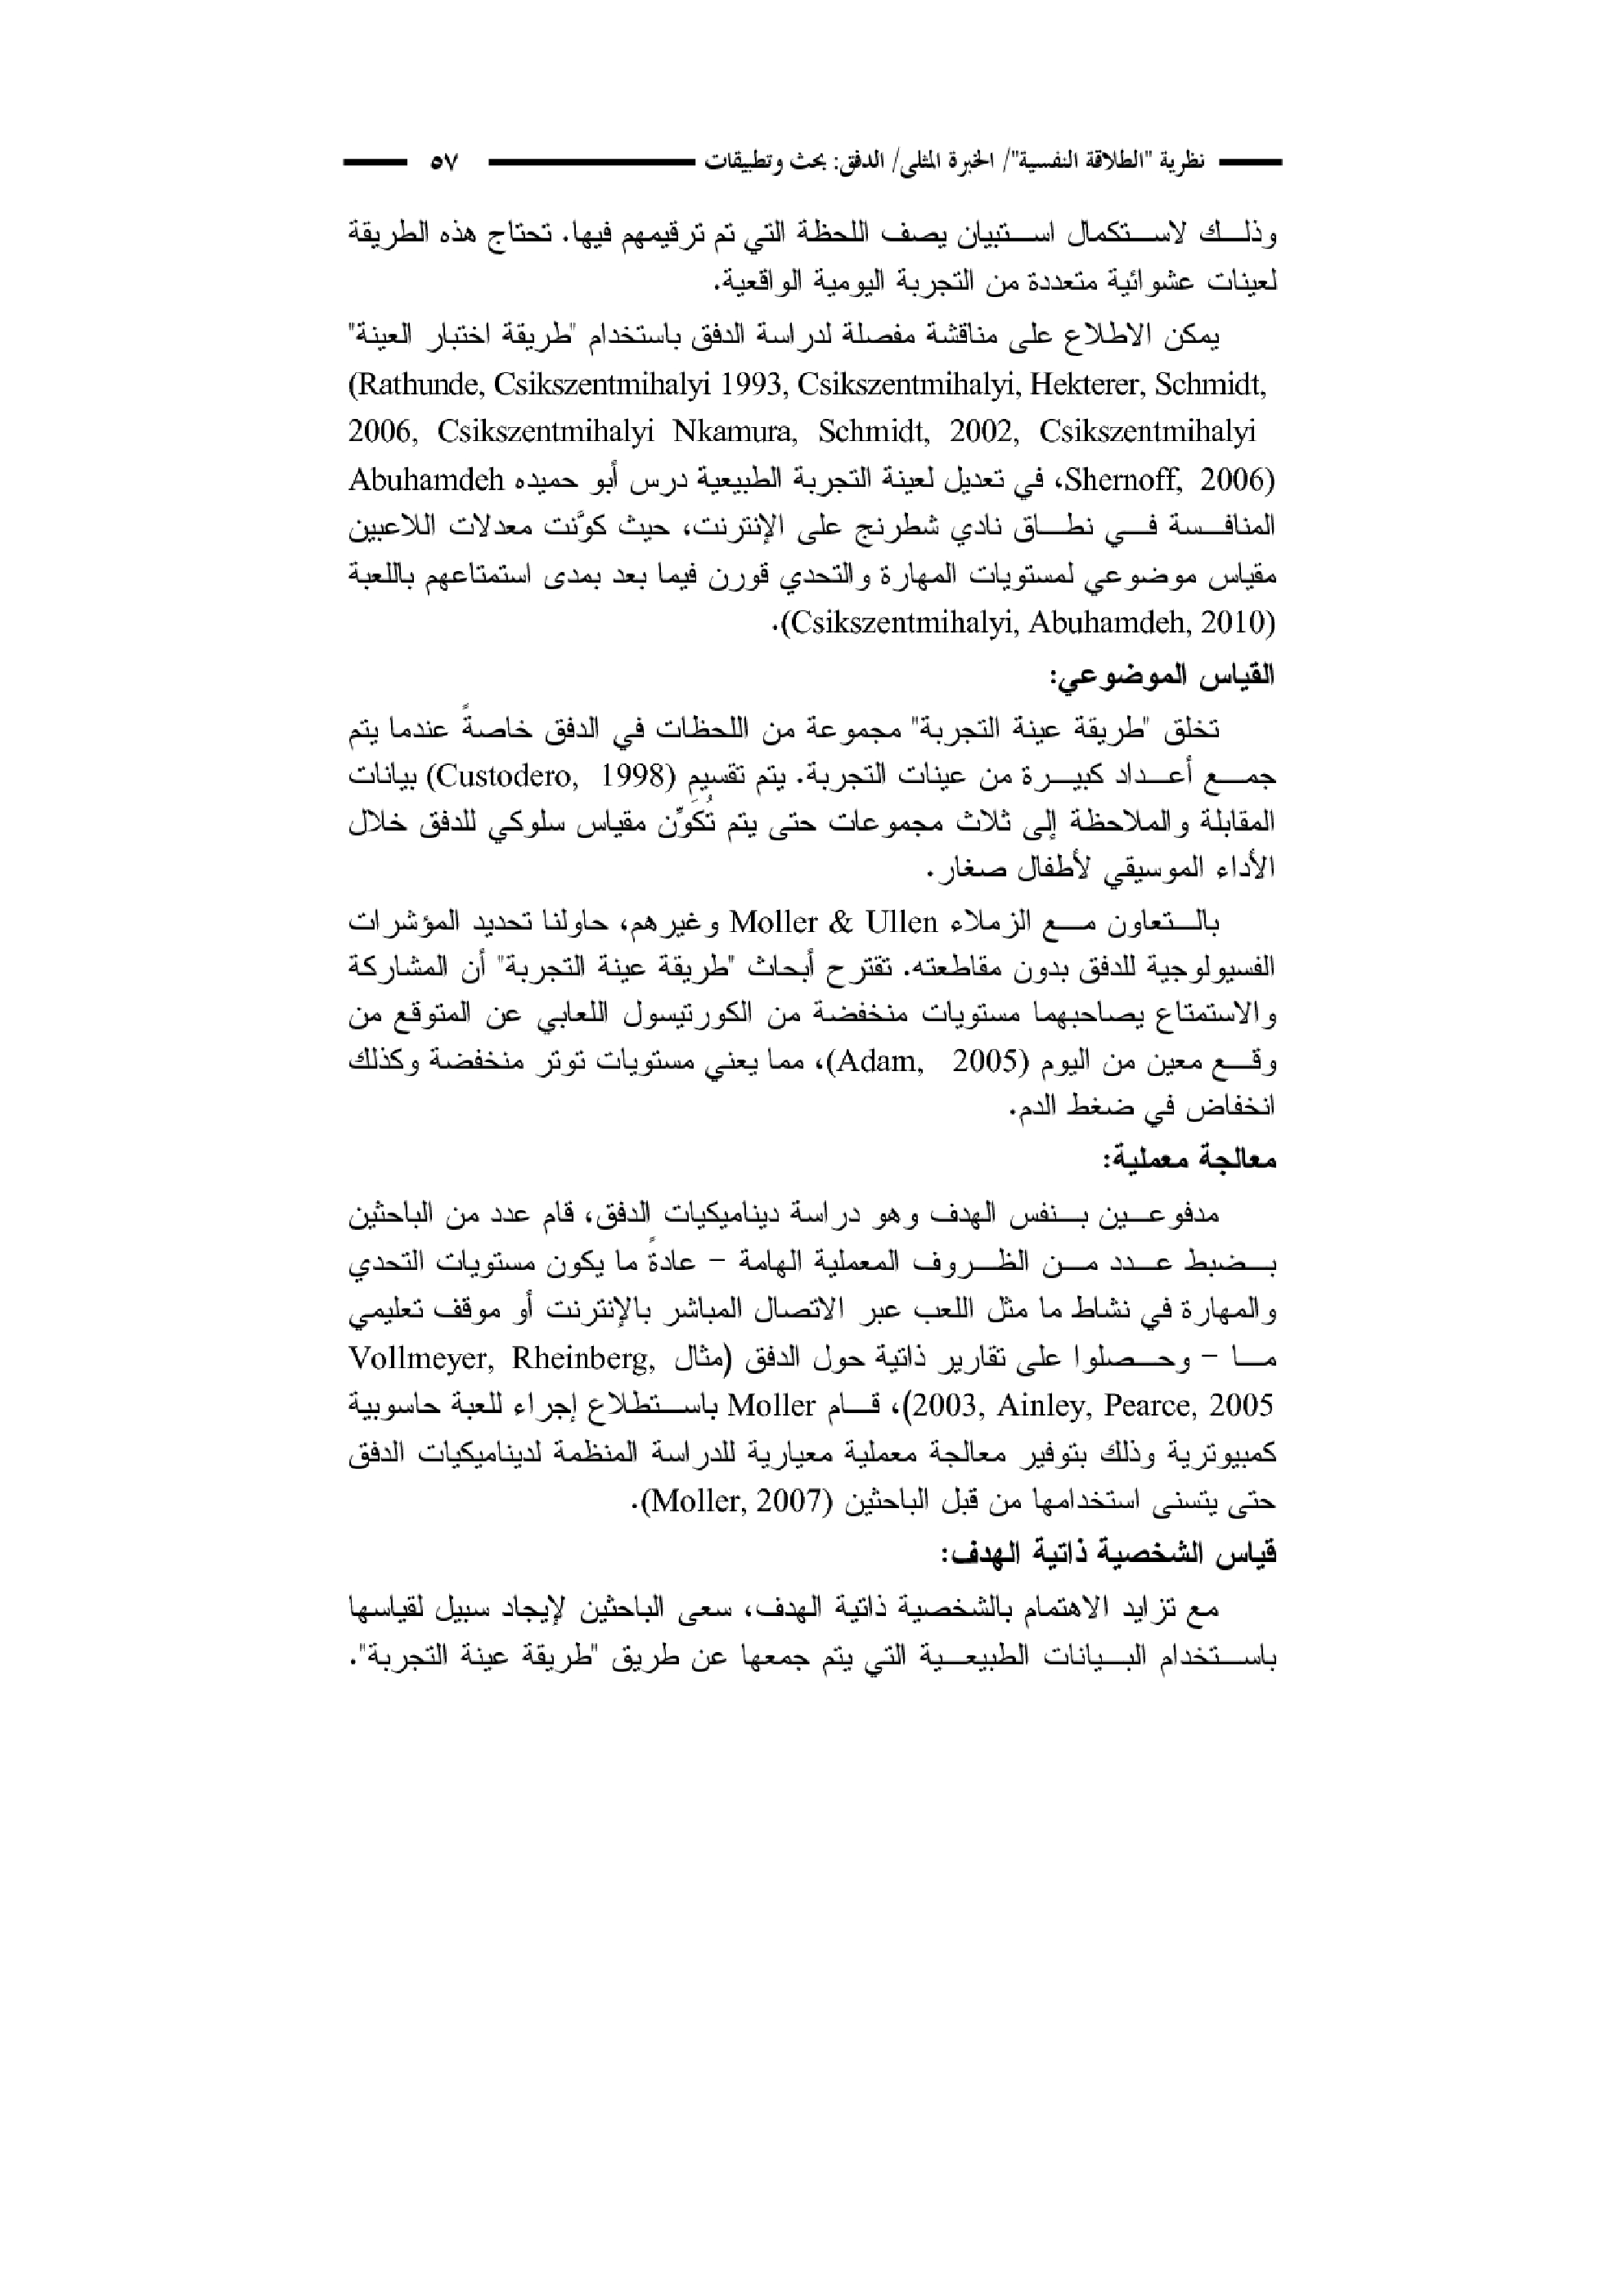 نظرية "الطلاقة النفسية"/ الخبرة المثلى/ الدفق: بحث وتطبيقات ٥٧
وذلك لاستكمال استبيان يصف اللحظة التي تم ترقيمهم فيها. تحتاج هذه الطريقة
لعينات عشوائية متعددة من التجربة اليومية الواقعية.
يمكن الاطلاع على مناقشة مفصلة لدراسة الدفق باستخدام "طريقة اختبار العينة"
(Rathunde, Csikszentmihalyi 1993, Csikszentmihalyi, Hekterer, Schmidt,
2006, Csikszentmihalyi Nkamura, Schmidt, 2002, Csikszentmihalyi
Shernoff, 2006)، في تعديل لعينة التجربة الطبيعية درس أبو حميده Abuhamdeh
المنافسة في نطاق نادي شطرنج على الإنترنت، حيث كوَّنت معدلات اللاعبين
مقياس موضوعي لمستويات المهارة والتحدي قورن فيما بعد بمدى استمتاعهم باللعبة
(Csikszentmihalyi, Abuhamdeh, 2010).
القياس الموضوعي:
تخلق "طريقة عينة التجربة" مجموعة من اللحظات في الدفق خاصةً عندما يتم
جمع أعداد كبيرة من عينات التجربة. يتم تقسيم (Custodero, 1998) بيانات
المقابلة والملاحظة إلى ثلاث مجموعات حتى يتم تُكَوِّن مقياس سلوكي للدفق خلال
الأداء الموسيقي لأطفال صغار.
بالتعاون مع الزملاء Moller & Ullen وغيرهم، حاولنا تحديد المؤشرات
الفسيولوجية للدفق بدون مقاطعته. تقترح أبحاث "طريقة عينة التجربة" أن المشاركة
والاستمتاع يصاحبهما مستويات منخفضة من الكورتيسول اللعابي عن المتوقع من
وقع معين من اليوم (Adam, 2005)، مما يعني مستويات توتر منخفضة وكذلك
انخفاض في ضغط الدم.
معالجة معملية:
مدفوعين بنفس الهدف وهو دراسة ديناميكيات الدفق، قام عدد من الباحثين
بضبط عدد من الظروف المعملية الهامة – عادةً ما يكون مستويات التحدي
والمهارة في نشاط ما مثل اللعب عبر الاتصال المباشر بالإنترنت أو موقف تعليمي
ما – وحصلوا على تقارير ذاتية حول الدفق (مثال Vollmeyer, Rheinberg,
2003, Ainley, Pearce, 2005)، قام Moller باستطلاع إجراء للعبة حاسوبية
كمبيوترية وذلك بتوفير معالجة معملية معيارية للدراسة المنظمة لديناميكيات الدفق
حتى يتسنى استخدامها من قبل الباحثين (Moller, 2007).
قياس الشخصية ذاتية الهدف:
مع تزايد الاهتمام بالشخصية ذاتية الهدف، سعى الباحثين لإيجاد سبيل لقياسها
باستخدام البيانات الطبيعية التي يتم جمعها عن طريق "طريقة عينة التجربة".